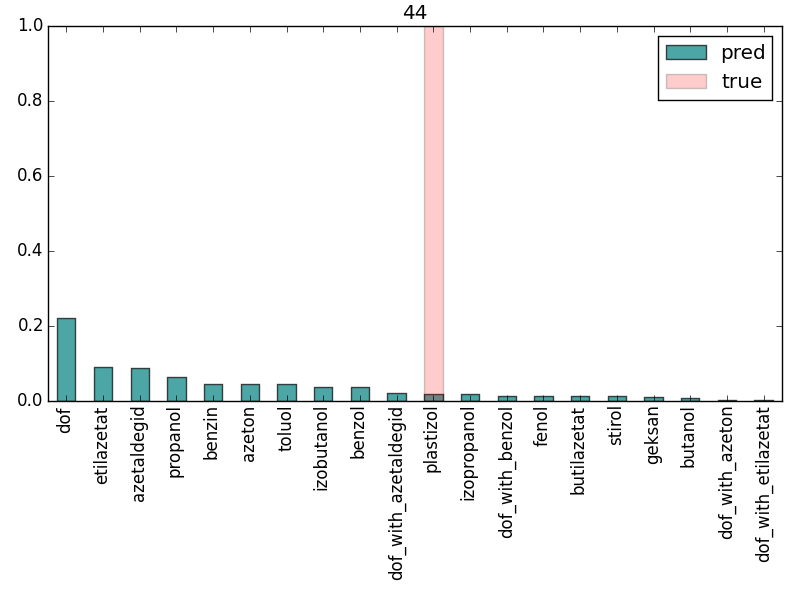 44
1.0
0.8
0.6
0.4
0.2
0.0
pred
true
dof
etilazetat
azetaldegid
propanol
benzin
azeton
toluol
izobutanol
benzol
dof_with_azetaldegid
plastizol
izopropanol
dof_with_benzol
fenol
butilazetat
stirol
geksan
butanol
dof_with_azeton
dof_with_etilazetat